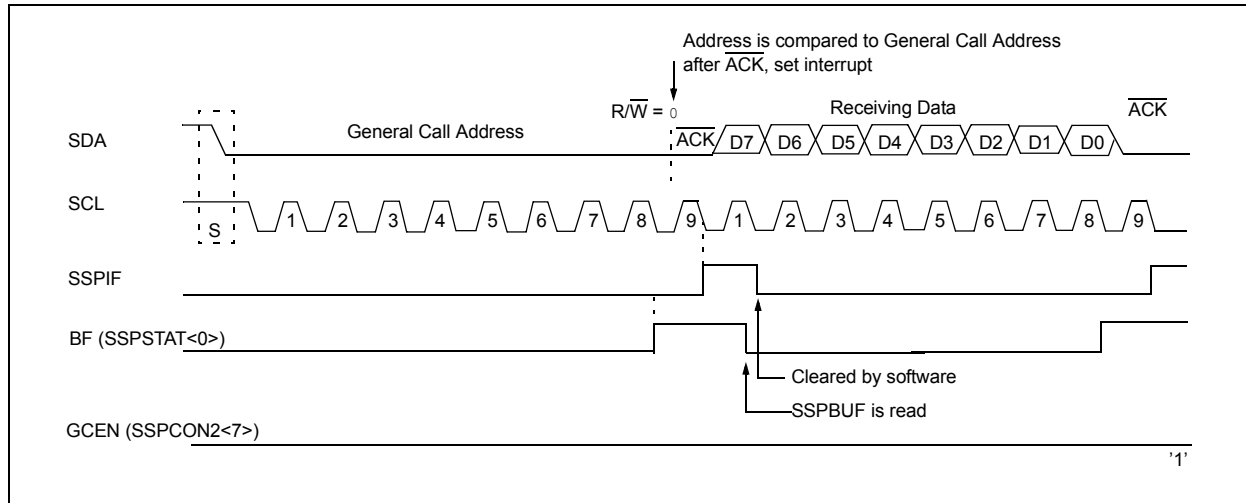 Address is compared to General Call Address
after ACK, set interrupt
R/W = 0
Receiving Data
ACK
SDA
General Call Address
ACK D7 D6 D5 D4 D3 D2 D1 D0
SCL
S
1 2 3 4 5 6 7 8 9 1 2 3 4 5 6 7 8 9
SSPIF
BF (SSPSTAT<0>)
Cleared by software
SSPBUF is read
GCEN (SSPCON2<7>)
'1'